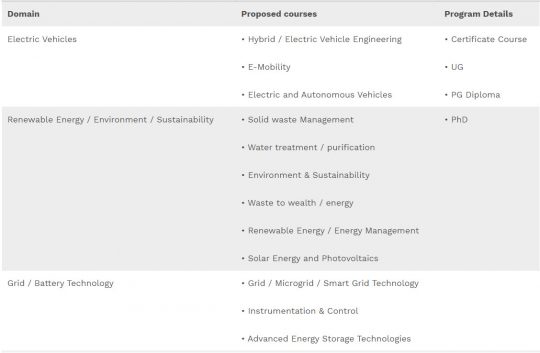 Domain Proposed courses Program Details
Electric Vehicles • Hybrid / Electric Vehicle Engineering • Certificate Course
• E-Mobility • UG
• Electric and Autonomous Vehicles • PG Diploma
Renewable Energy / Environment / Sustainability • Solid waste Management • PhD
• Water treatment / purification
• Environment & Sustainability
• Waste to wealth / energy
• Renewable Energy / Energy Management
• Solar Energy and Photovoltaics
Grid / Battery Technology • Grid / Microgrid / Smart Grid Technology
• Instrumentation & Control
• Advanced Energy Storage Technologies